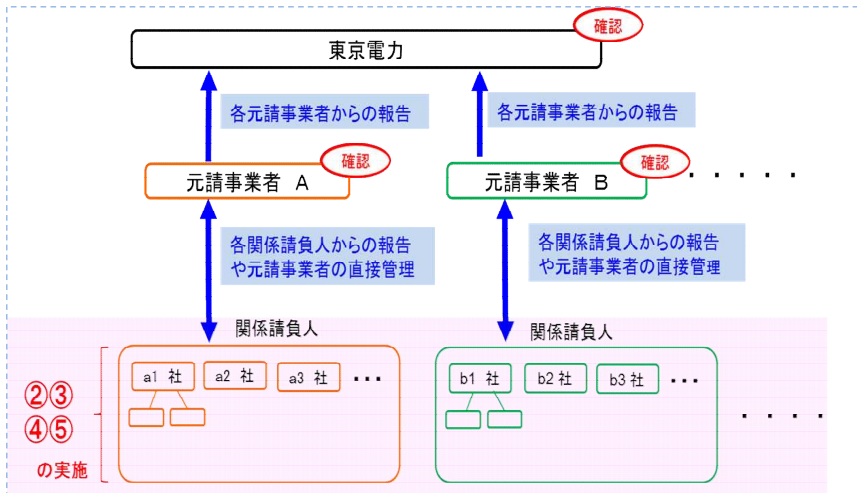 確認
東京電力
各元請事業者からの報告
各元請事業者からの報告
確認
元請事業者 A
確認
元請事業者 B
・・・・・
各関係請負人からの報告
や元請事業者の直接管理
各関係請負人からの報告
や元請事業者の直接管理
関係請負人
関係請負人
a1 社
a2 社
a3 社
・・・
b1 社
b2 社
b3 社
・・・
②③
④⑤
の実施
・・・・